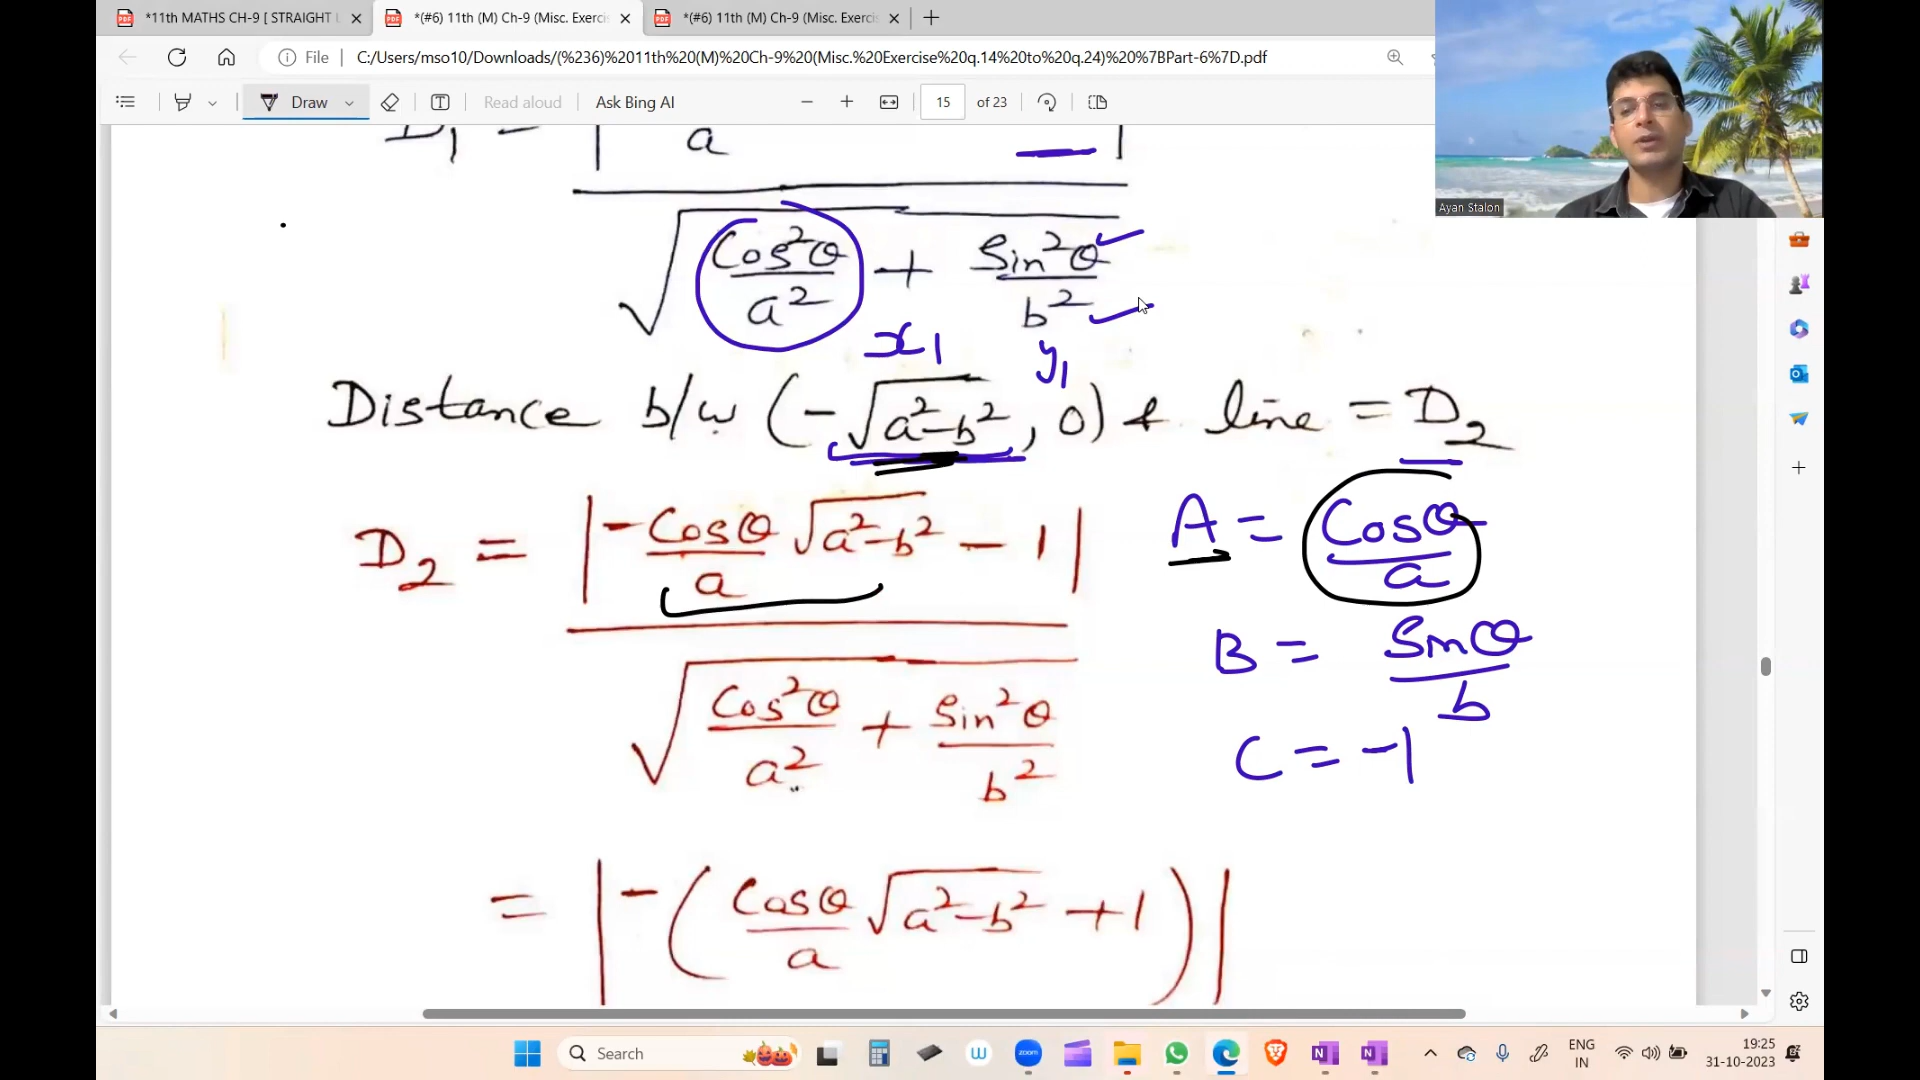 *11th MATHS CH-9 [ STRAIGHT L
*(#6) 11th (M) Ch-9 (Misc. Exercis
*(#6) 11th (M) Ch-9 (Misc. Exercis
File | C:/Users/mso10/Downloads/(%236)%2011th%20(M)%20Ch-9%20(Misc.%20Exercise%20q.14%20to%20q.24)%20%7BPart-6%7D.pdf
Draw
Read aloud
Ask Bing AI
15 of 23
Ayan Stalon
D₁ = | a |
√(Cos²θ/a² + Sin²θ/b²)
x₁ y₁
Distance b/w (-√(a²-b²), 0) & line = D₂
D₂ = |-Cosθ/a √(a²-b²) - 1|
√(Cos²θ/a² + Sin²θ/b²)
A = Cosθ/a
B = Sinθ/b
C = -1
= |-(Cosθ/a √(a²-b²) + 1)|
Search
zoom
ENG
IN
19:25
31-10-2023